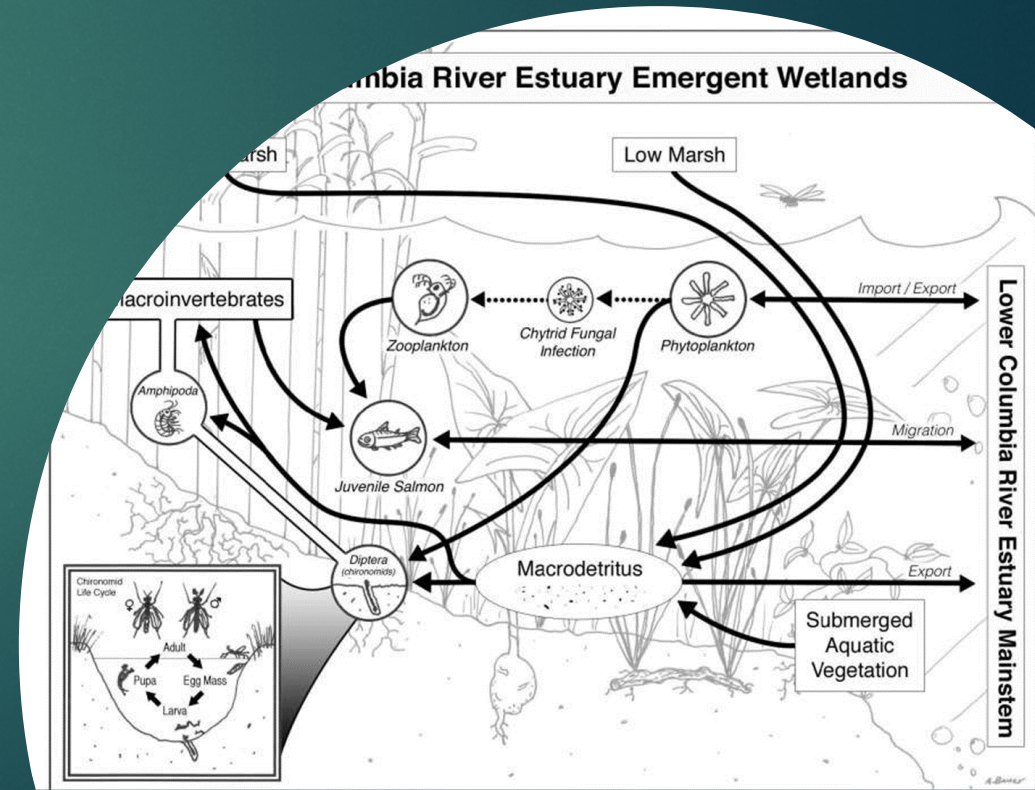 mbia River Estuary Emergent Wetlands
arsh
Low Marsh
acroinvertebrates
Zooplankton
Chytrid Fungal
Infection
Phytoplankton
Import / Export
Amphipoda
Juvenile Salmon
Migration
Diptera
(chironomids)
Macrodetritus
Export
Submerged
Aquatic
Vegetation
Lower Columbia River Estuary Mainstem
Chironomid
Life Cycle
♀
♂
Adult
Pupa
Egg Mass
Larva